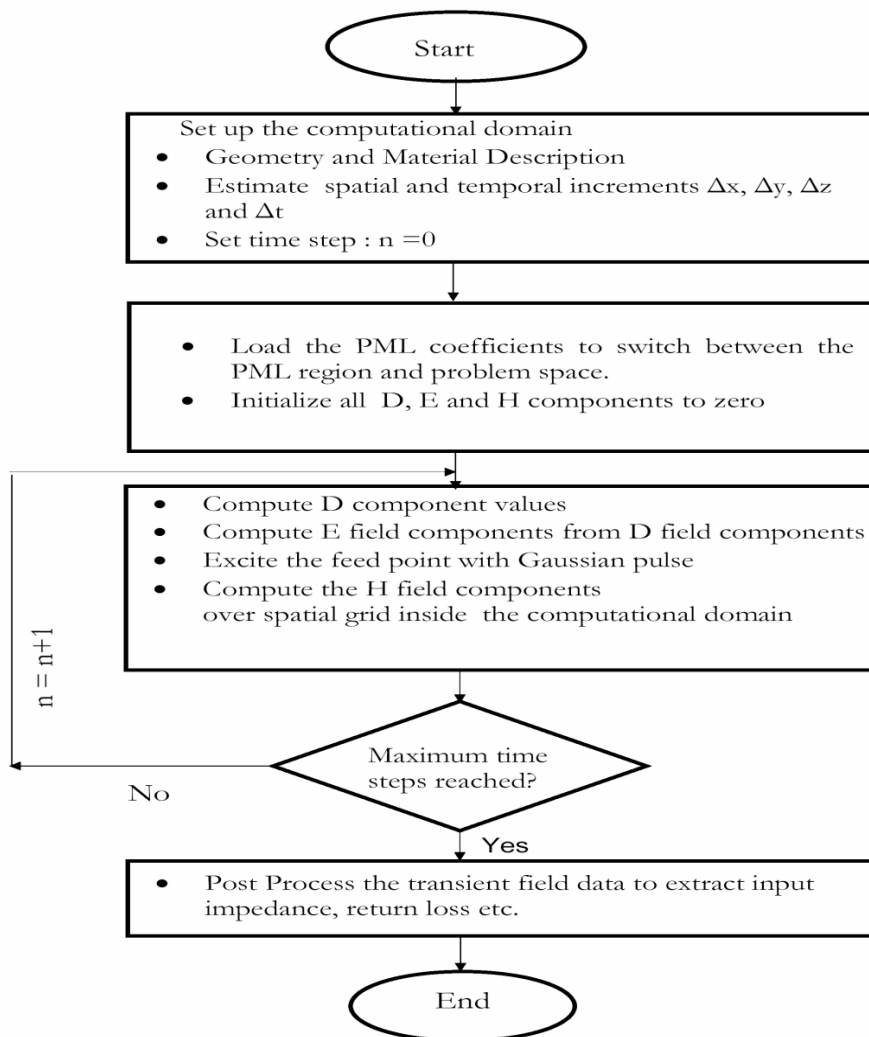 Start
Set up the computational domain
• Geometry and Material Description
• Estimate spatial and temporal increments Δx, Δy, Δz
and Δt
• Set time step : n =0
• Load the PML coefficients to switch between the
PML region and problem space.
• Initialize all D, E and H components to zero
• Compute D component values
• Compute E field components from D field components
• Excite the feed point with Gaussian pulse
• Compute the H field components
over spatial grid inside the computational domain
n = n+1
Maximum time
steps reached?
No
Yes
• Post Process the transient field data to extract input
impedance, return loss etc.
End